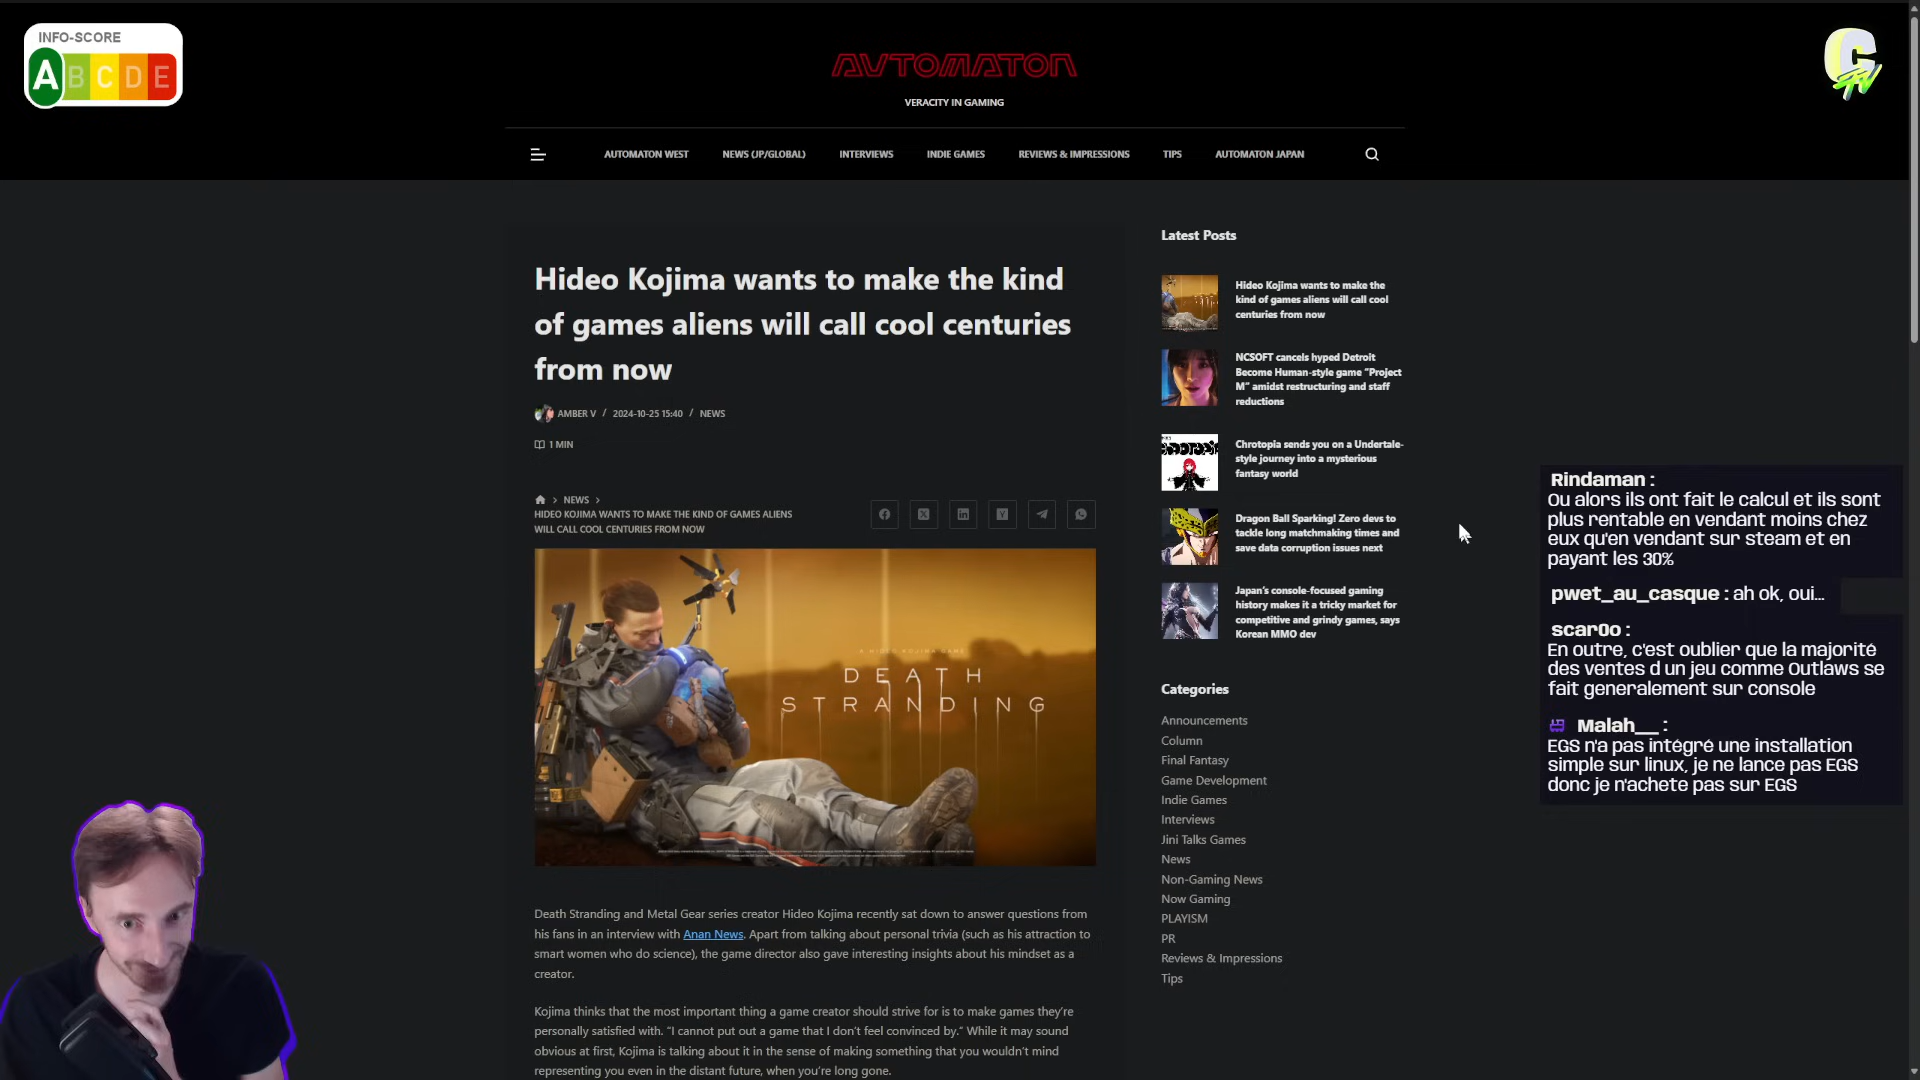 INFO-SCORE
A B C D E
AUTOMATON
VERACITY IN GAMING
AUTOMATON WEST
NEWS (JP/GLOBAL)
INTERVIEWS
INDIE GAMES
REVIEWS & IMPRESSIONS
TIPS
AUTOMATON JAPAN
Hideo Kojima wants to make the kind
of games aliens will call cool centuries
from now
AMBER V / 2024-10-25 15:40 / NEWS
1 MIN
> NEWS >
HIDEO KOJIMA WANTS TO MAKE THE KIND OF GAMES ALIENS
WILL CALL COOL CENTURIES FROM NOW
A HIDEO KOJIMA GAME
DEATH
STRANDING
Death Stranding and Metal Gear series creator Hideo Kojima recently sat down to answer questions from
his fans in an interview with Anan News. Apart from talking about personal trivia (such as his attraction to
smart women who do science), the game director also gave interesting insights about his mindset as a
creator.
Kojima thinks that the most important thing a game creator should strive for is to make games they're
personally satisfied with. "I cannot put out a game that I don't feel convinced by." While it may sound
obvious at first, Kojima is talking about it in the sense of making something that you wouldn't mind
representing you even in the distant future, when you're long gone.
Latest Posts
Hideo Kojima wants to make the
kind of games aliens will call cool
centuries from now
NCSOFT cancels hyped Detroit
Become Human-style game "Project
M" amidst restructuring and staff
reductions
Chrotopia sends you on a Undertale-
style journey into a mysterious
fantasy world
Dragon Ball Sparking! Zero devs to
tackle long matchmaking times and
save data corruption issues next
Japan's console-focused gaming
history makes it a tricky market for
competitive and grindy games, says
Korean MMO dev
Categories
Announcements
Column
Final Fantasy
Game Development
Indie Games
Interviews
Jini Talks Games
News
Non-Gaming News
Now Gaming
PLAYISM
PR
Reviews & Impressions
Tips
Rindaman :
Ou alors ils ont fait le calcul et ils sont
plus rentable en vendant moins chez
eux qu'en vendant sur steam et en
payant les 30%
pwet_au_casque : ah ok, oui...
scar0o :
En outre, c'est oublier que la majorité
des ventes d un jeu comme Outlaws se
fait generalement sur console
Malah__ :
EGS n'a pas intégré une installation
simple sur linux, je ne lance pas EGS
donc je n'achete pas sur EGS